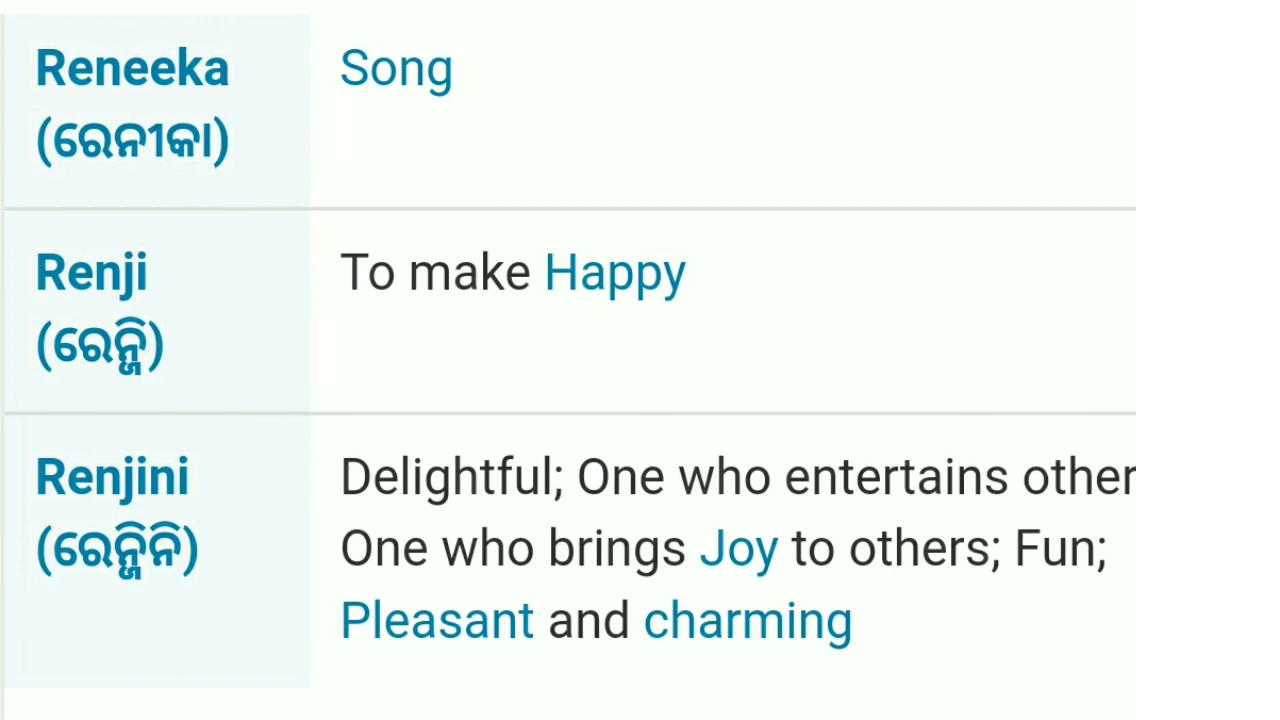 Reneeka
(ରେନୀକା)
Song
Renji
(ରେନ୍ଜି)
To make Happy
Renjini
(ରେନ୍ଜିନି)
Delightful; One who entertains other
One who brings Joy to others; Fun;
Pleasant and charming